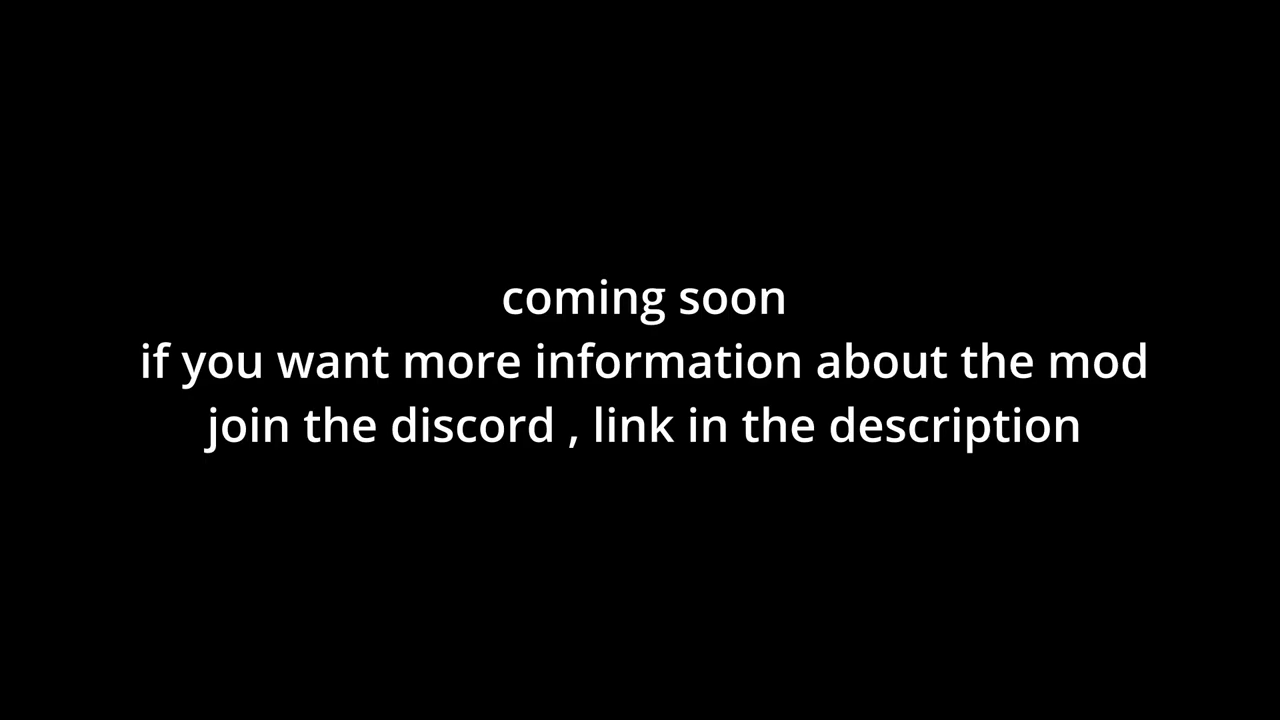 coming soon
if you want more information about the mod
join the discord , link in the description